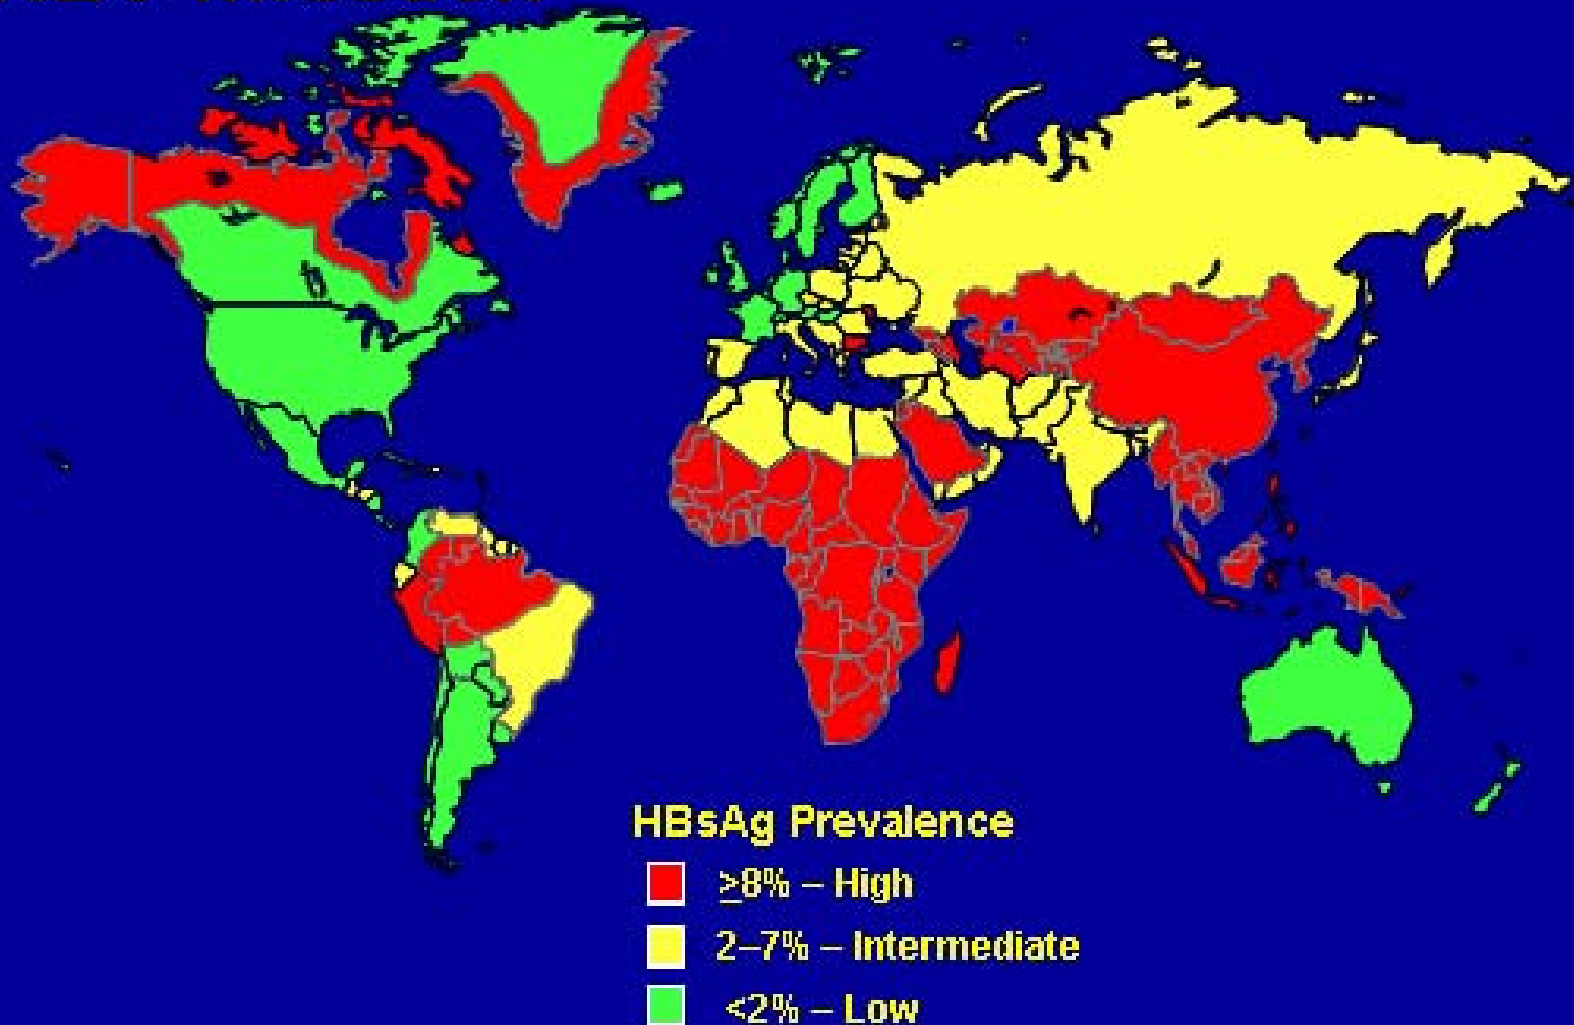 HBsAg Prevalence
≥8% – High
2–7% – Intermediate
<2% – Low